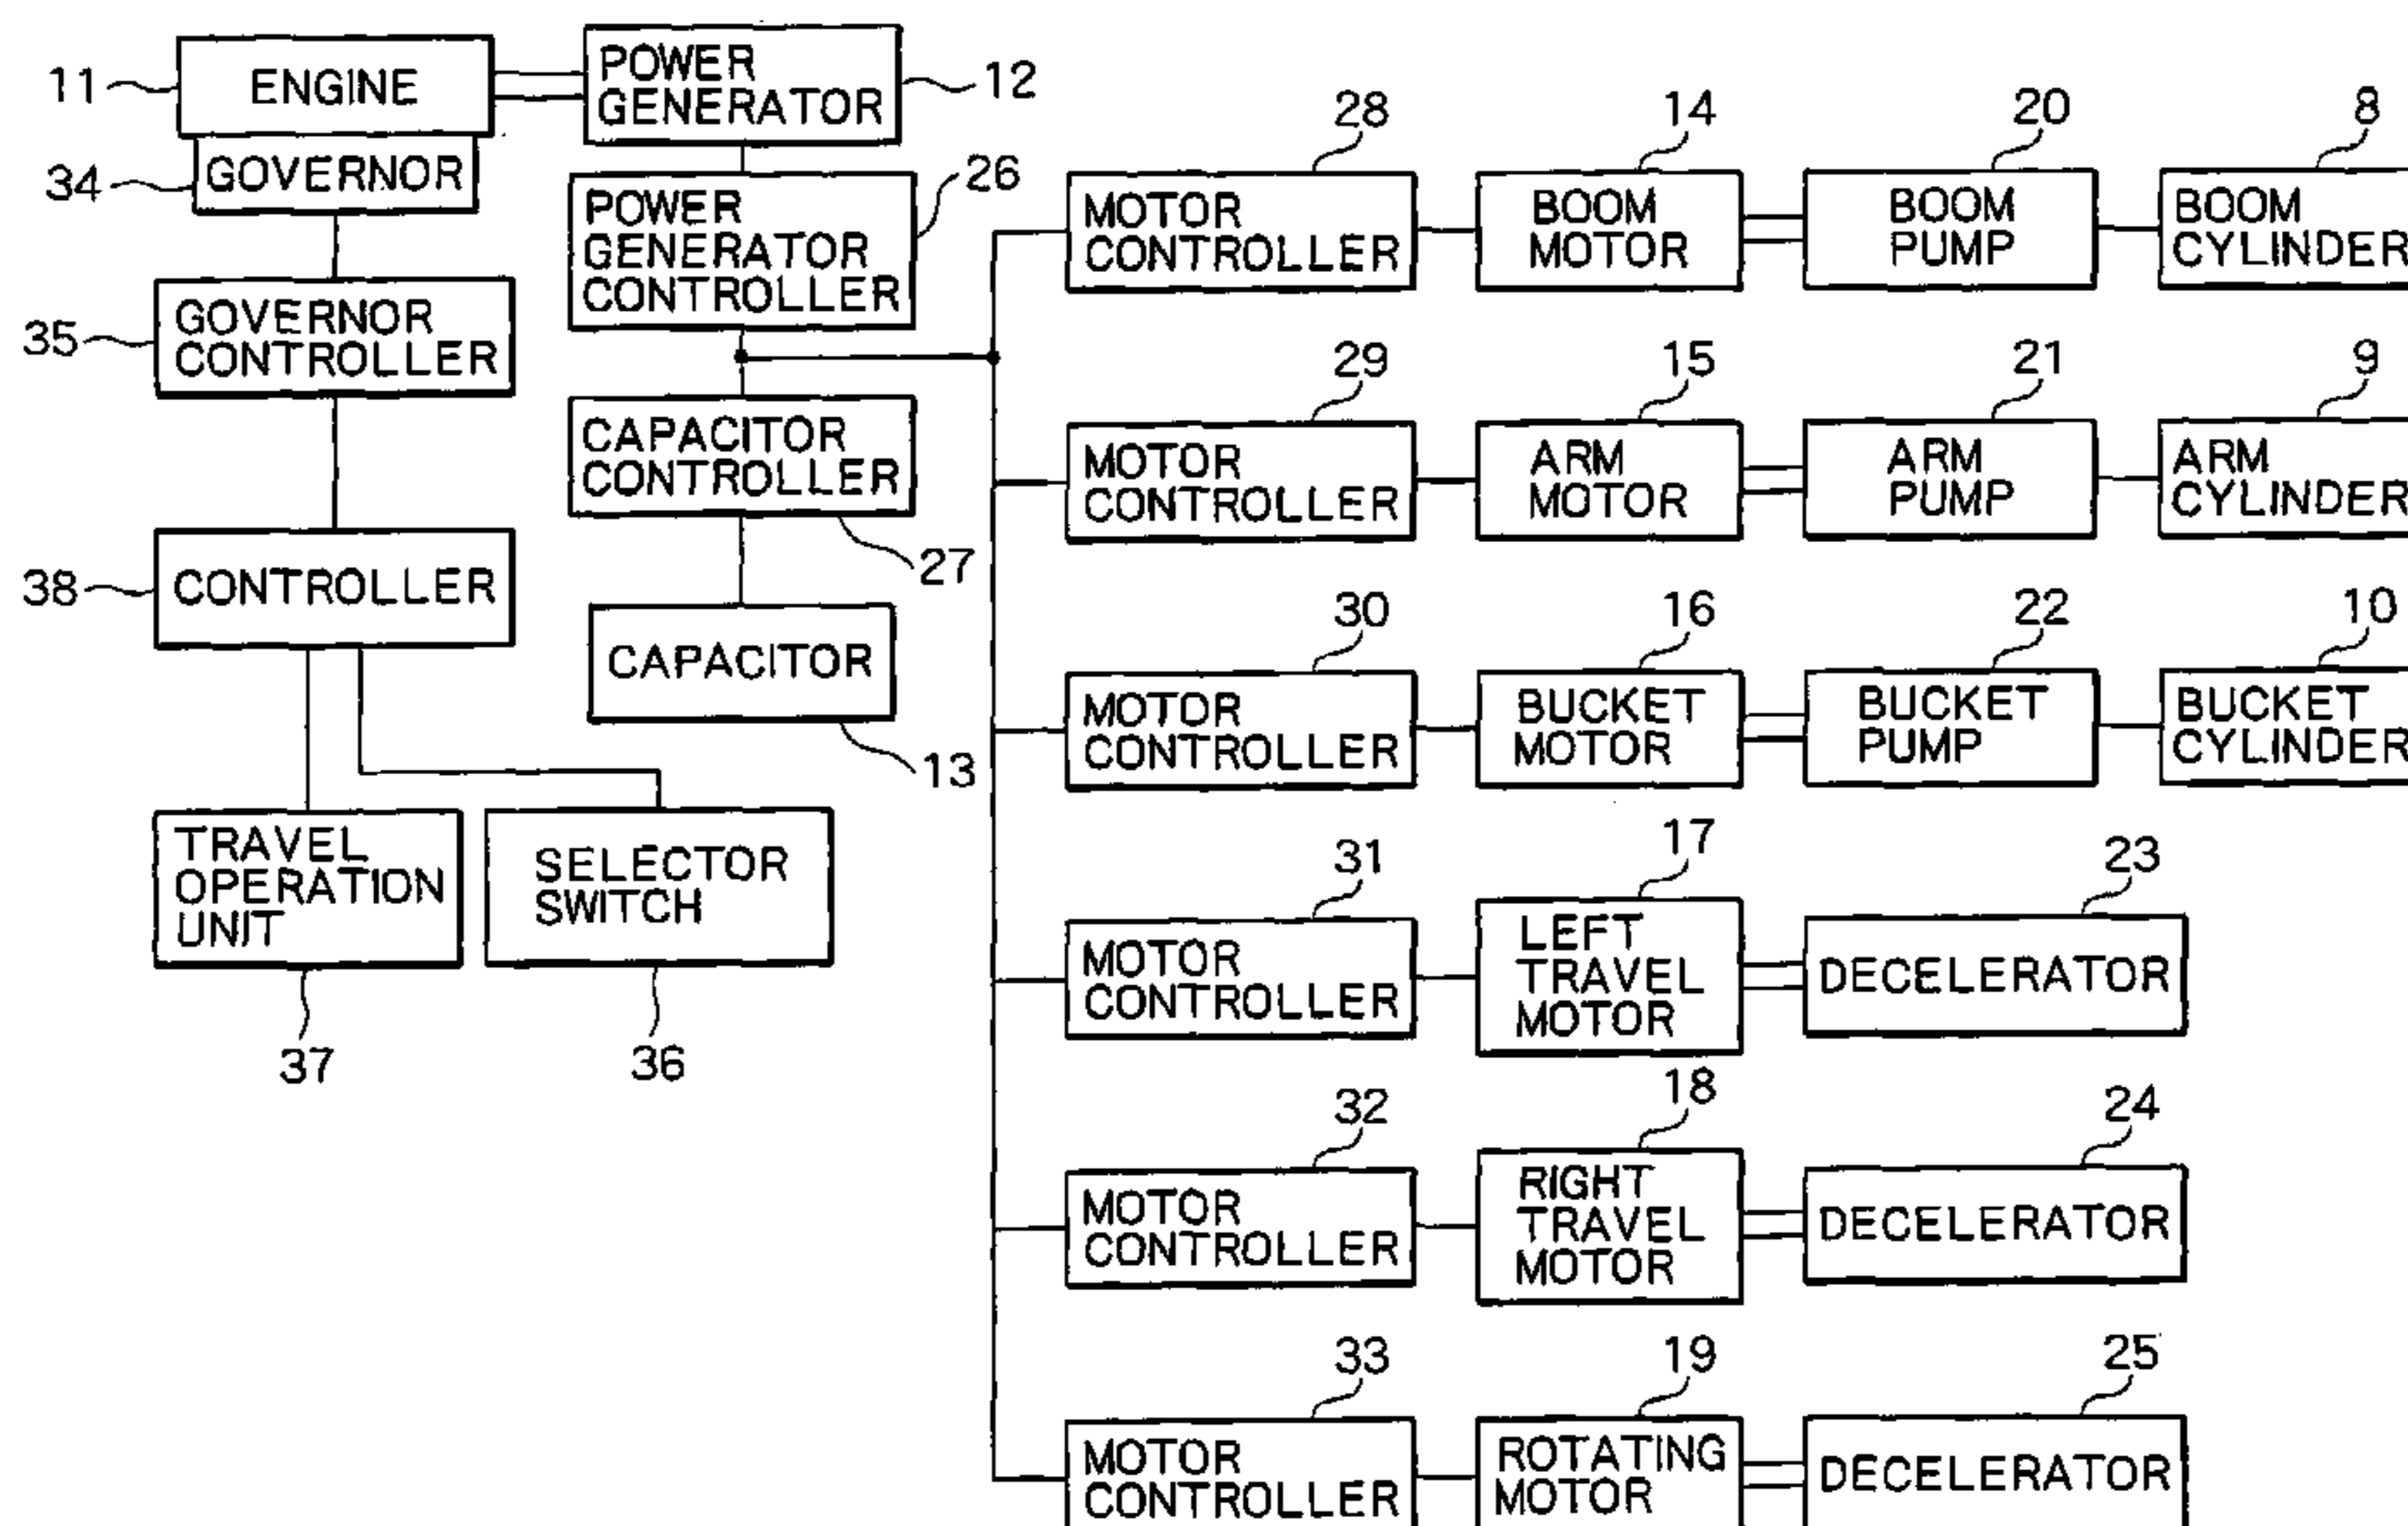 11
ENGINE
POWER
GENERATOR
12
34
GOVERNOR
POWER
GENERATOR
CONTROLLER
26
35
GOVERNOR
CONTROLLER
CAPACITOR
CONTROLLER
27
38
CONTROLLER
CAPACITOR
13
TRAVEL
OPERATION
UNIT
37
SELECTOR
SWITCH
36
28
MOTOR
CONTROLLER
14
BOOM
MOTOR
20
BOOM
PUMP
8
BOOM
CYLINDER
29
MOTOR
CONTROLLER
15
ARM
MOTOR
21
ARM
PUMP
9
ARM
CYLINDER
30
MOTOR
CONTROLLER
16
BUCKET
MOTOR
22
BUCKET
PUMP
10
BUCKET
CYLINDER
31
MOTOR
CONTROLLER
17
LEFT
TRAVEL
MOTOR
23
DECELERATOR
32
MOTOR
CONTROLLER
18
RIGHT
TRAVEL
MOTOR
24
DECELERATOR
33
MOTOR
CONTROLLER
19
ROTATING
MOTOR
25
DECELERATOR